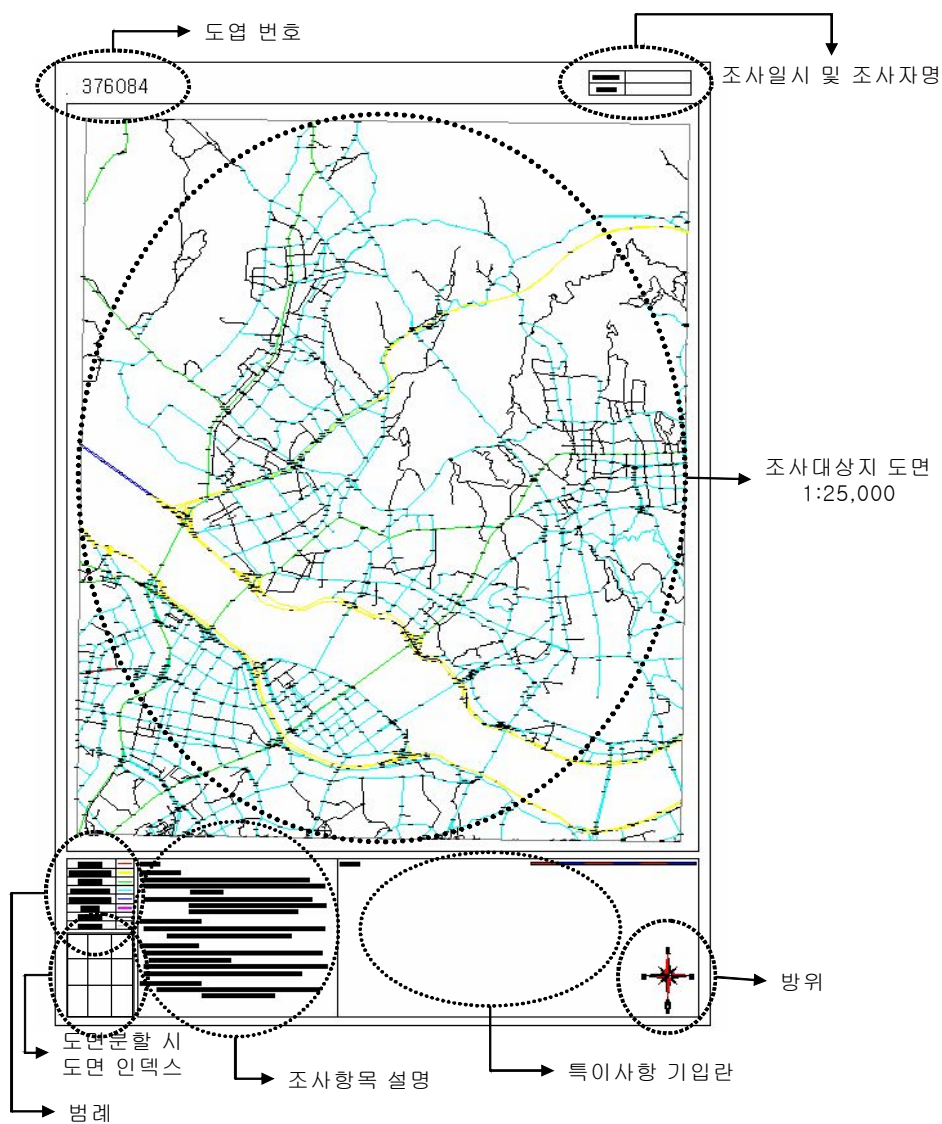 도엽 번호
376084
조사일시 및 조사자명
조사대상지 도면
1:25,000
방위
도면분할 시
도면 인덱스
조사항목 설명
특이사항 기입란
범례